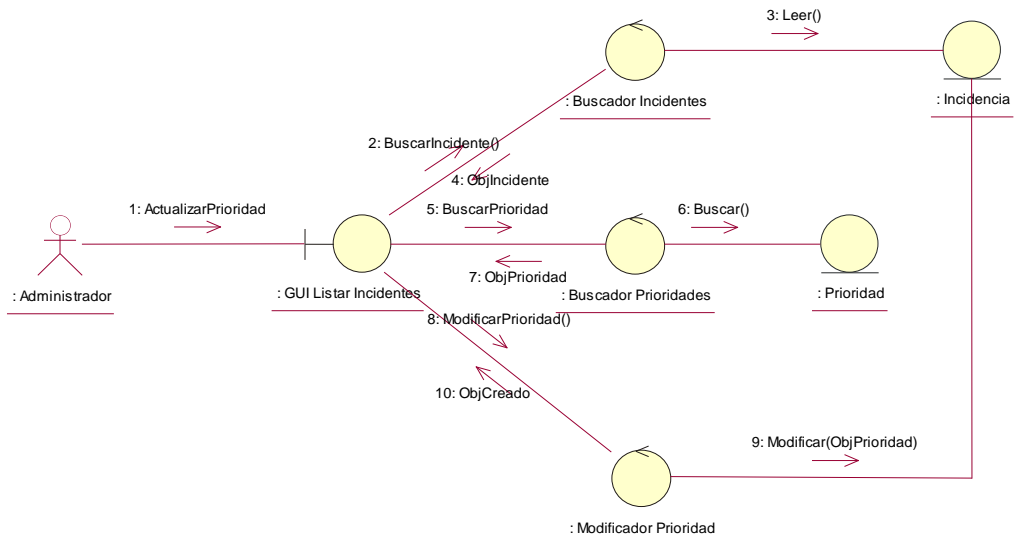 3: Leer()
: Buscador Incidentes
: Incidencia
2: BuscarIncidente()
4: ObjIncidente
1: ActualizarPrioridad
5: BuscarPrioridad
6: Buscar()
7: ObjPrioridad
: Administrador
: GUI Listar Incidentes
: Buscador Prioridades
: Prioridad
8: ModificarPrioridad()
10: ObjCreado
9: Modificar(ObjPrioridad)
: Modificador Prioridad